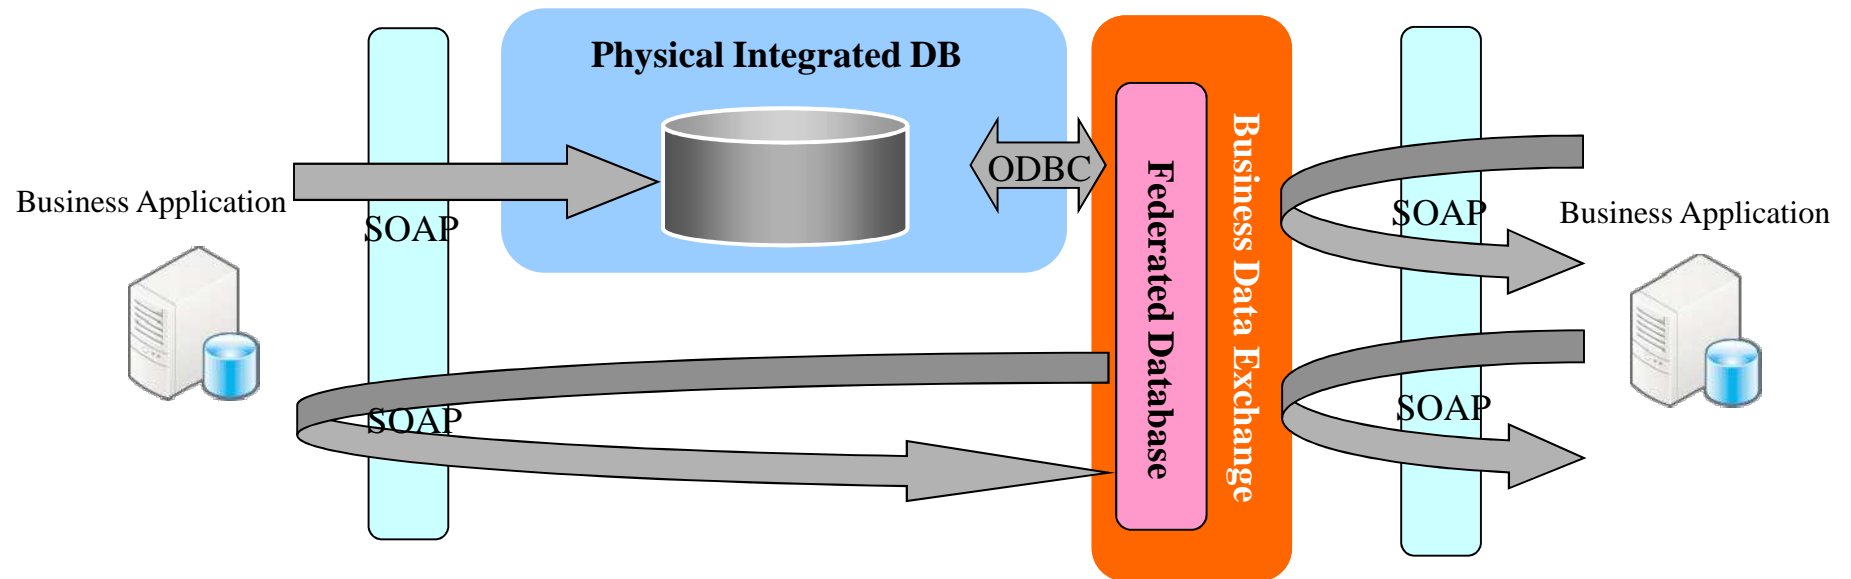 Physical Integrated DB
Business Application
SOAP
ODBC
SOAP
Federated Database
Business Data Exchange
SOAP
Business Application
SOAP